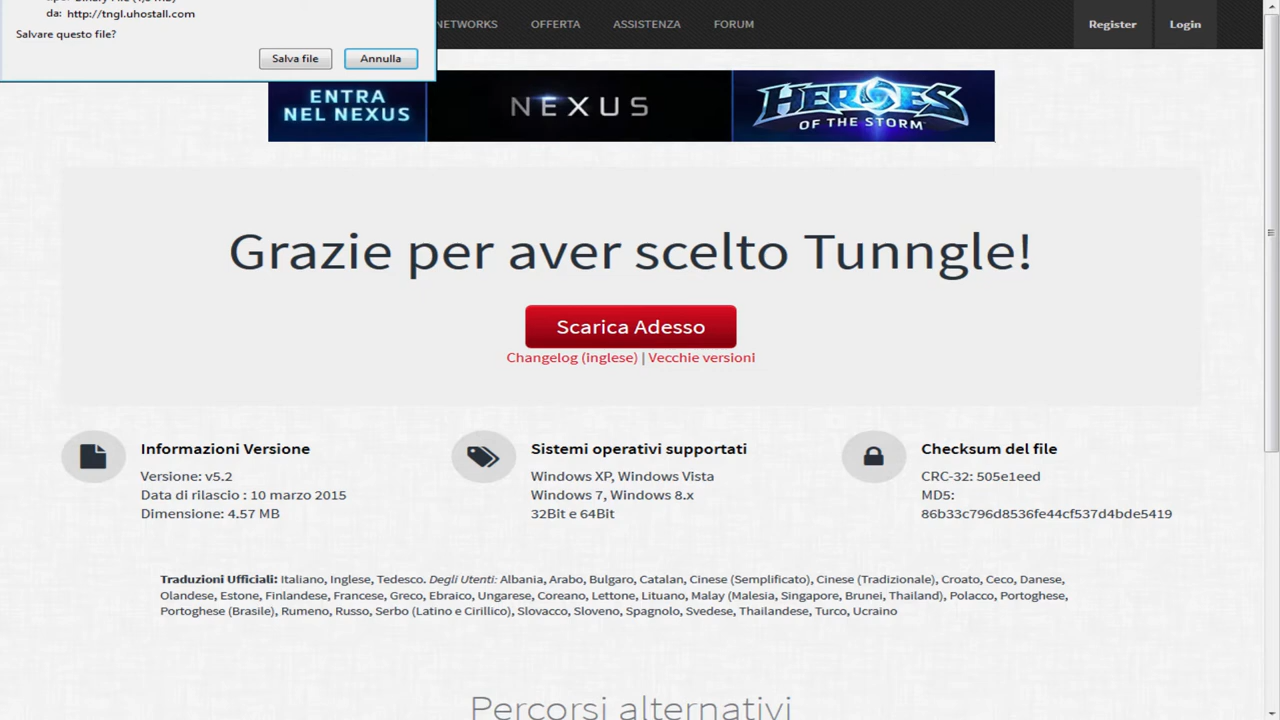 da: http://tngl.uhostall.com
Salvare questo file?
Salva file Annulla
NETWORKS OFFERTA ASSISTENZA FORUM Register Login
ENTRA
NEL NEXUS
NEXUS
HEROES
OF THE STORM
Grazie per aver scelto Tunngle!
Scarica Adesso
Changelog (inglese) | Vecchie versioni
Informazioni Versione
Versione: v5.2
Data di rilascio : 10 marzo 2015
Dimensione: 4.57 MB
Sistemi operativi supportati
Windows XP, Windows Vista
Windows 7, Windows 8.x
32Bit e 64Bit
Checksum del file
CRC-32: 505e1eed
MD5:
86b33c796d8536fe44cf537d4bde5419
Traduzioni Ufficiali: Italiano, Inglese, Tedesco. Degli Utenti: Albania, Arabo, Bulgaro, Catalan, Cinese (Semplificato), Cinese (Tradizionale), Croato, Ceco, Danese,
Olandese, Estone, Finlandese, Francese, Greco, Ebraico, Ungarese, Coreano, Lettone, Lituano, Malay (Malesia, Singapore, Brunei, Thailand), Polacco, Portoghese,
Portoghese (Brasile), Rumeno, Russo, Serbo (Latino e Cirillico), Slovacco, Sloveno, Spagnolo, Svedese, Thailandese, Turco, Ucraino
Percorsi alternativi